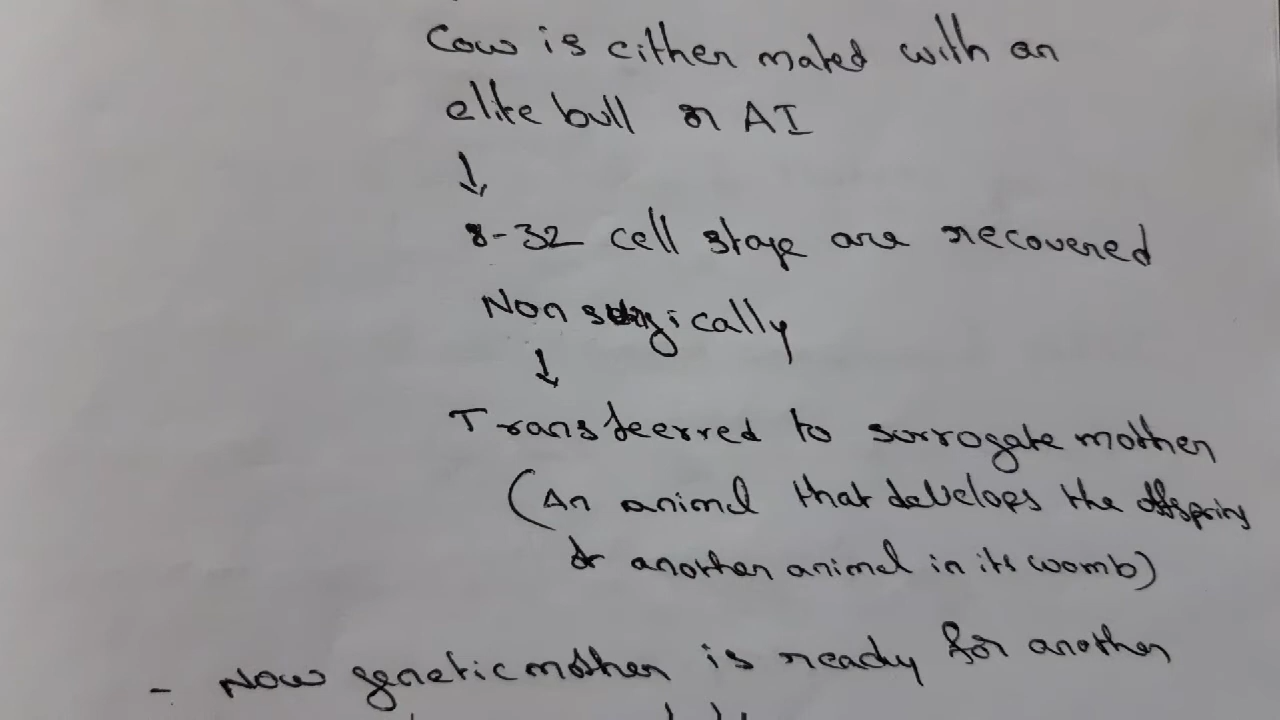 Cow is either mated with an
elite bull or AI
↓
8-32 cell stage are recovered
Non surgically
↓
Transfeerred to surrogate mother
(An animal that develops the offspring
of another animal in its womb)
- Now genetic mother is ready for another